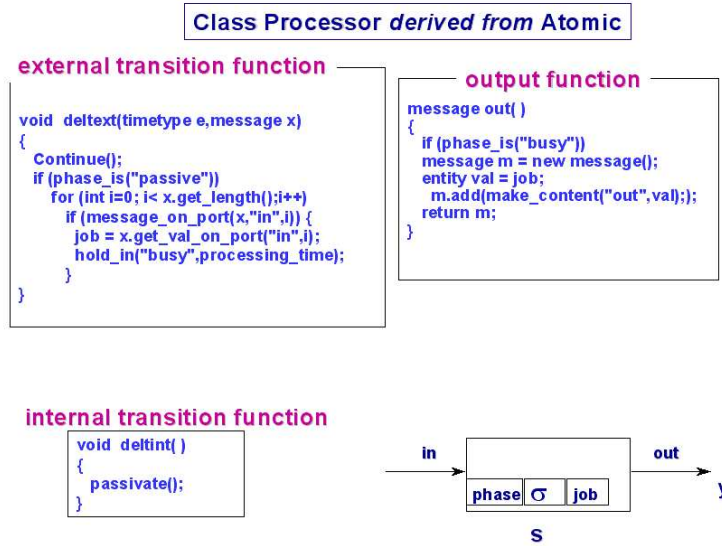 Class Processor derived from Atomic
external transition function
void deltext(timetype e,message x)
{
Continue();
if (phase_is("passive"))
for (int i=0; i< x.get_length();i++)
if (message_on_port(x,"in",i)) {
job = x.get_val_on_port("in",i);
hold_in("busy",processing_time);
}
}
output function
message out( )
{
if (phase_is("busy"))
message m = new message();
entity val = job;
m.add(make_content("out",val););
return m;
}
internal transition function
void deltint( )
{
passivate();
}
in
out
phase σ job
y
s